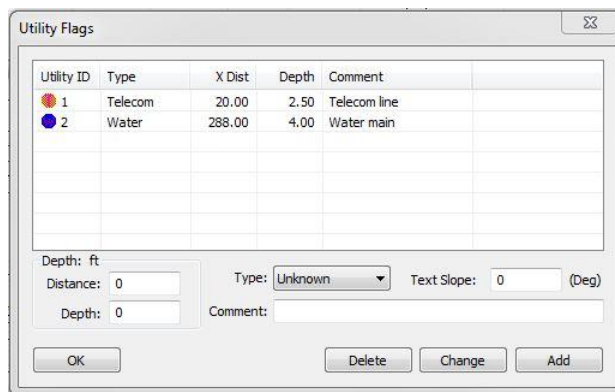 Utility Flags
Utility ID Type X Dist Depth Comment
1 Telecom 20.00 2.50 Telecom line
2 Water 288.00 4.00 Water main
Depth: ft
Distance: 0 Type: Unknown Text Slope: 0 (Deg)
Depth: 0 Comment:
OK Delete Change Add